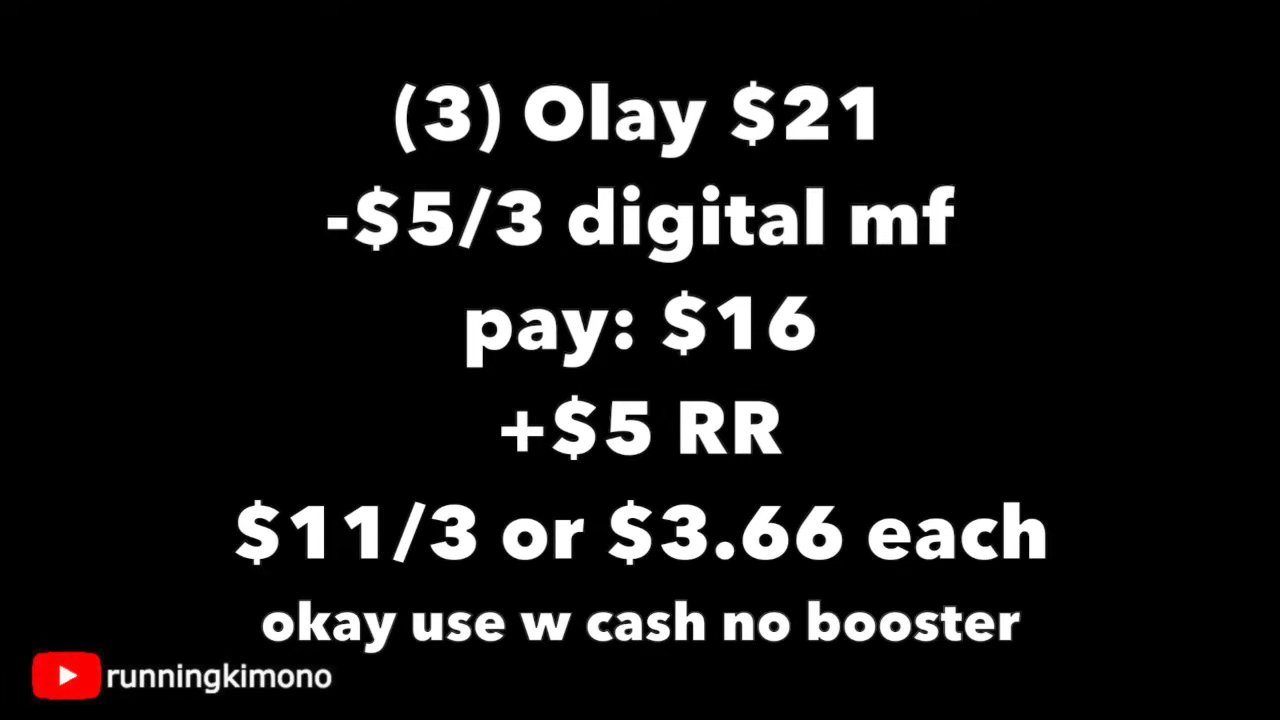 (3) Olay $21
-$5/3 digital mf
pay: $16
+$5 RR
$11/3 or $3.66 each
okay use w cash no booster
runningkimono